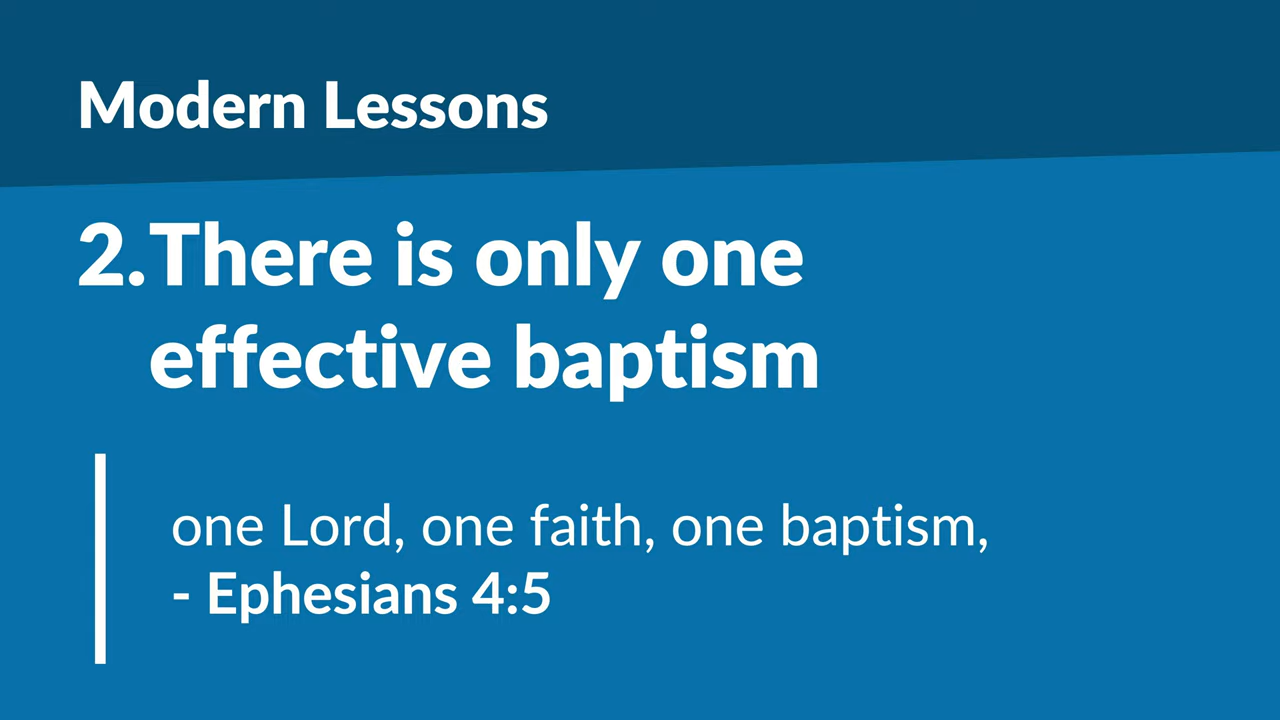 Modern Lessons
2.There is only one
effective baptism
one Lord, one faith, one baptism,
- Ephesians 4:5